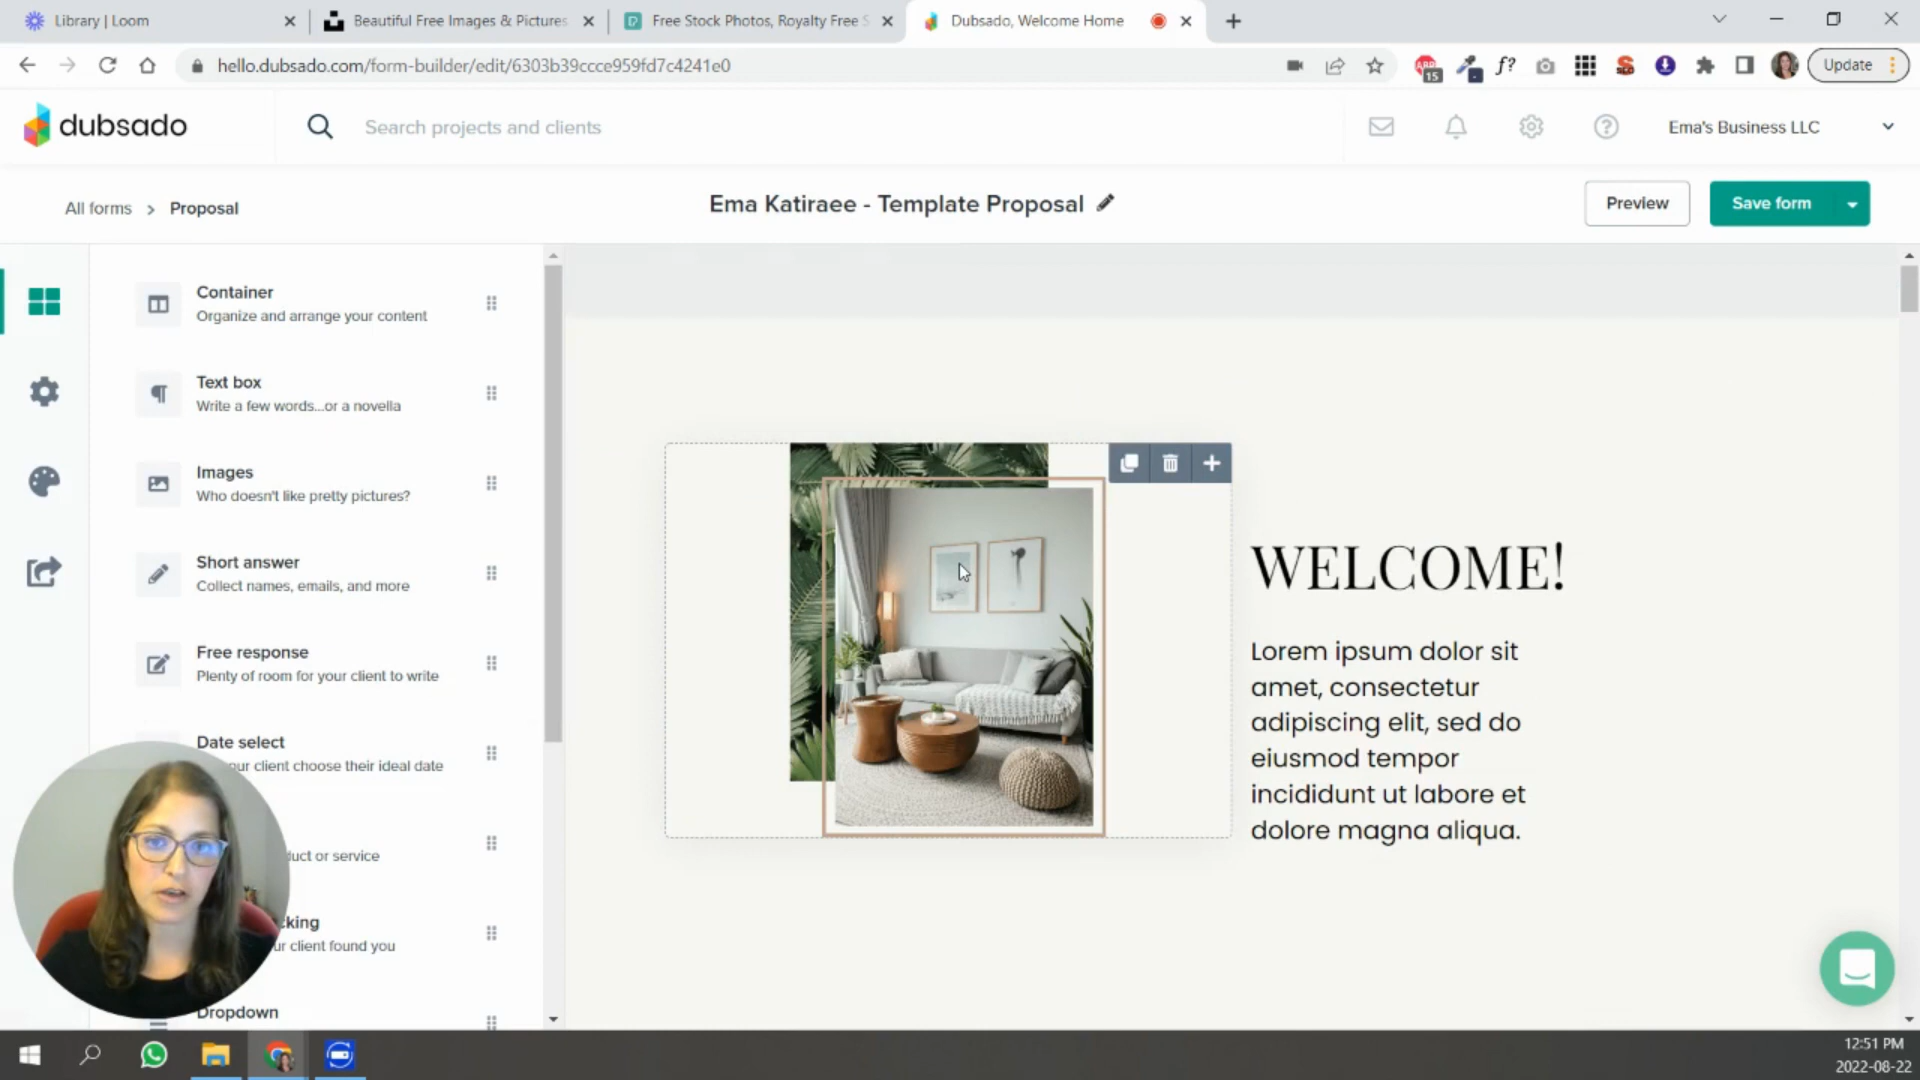 Library | Loom
Beautiful Free Images & Pictures
Free Stock Photos, Royalty Free S
Dubsado, Welcome Home
hello.dubsado.com/form-builder/edit/6303b39ccce959fd7c4241e0
15
f?
Update
dubsado
Search projects and clients
Ema's Business LLC
All forms > Proposal
Ema Katiraee - Template Proposal
Preview
Save form
Container
Organize and arrange your content
Text box
Write a few words...or a novella
Images
Who doesn't like pretty pictures?
Short answer
Collect names, emails, and more
Free response
Plenty of room for your client to write
Date select
our client choose their ideal date
duct or service
cking
ur client found you
Dropdown
WELCOME!
Lorem ipsum dolor sit
amet, consectetur
adipiscing elit, sed do
eiusmod tempor
incididunt ut labore et
dolore magna aliqua.
12:51 PM
2022-08-22